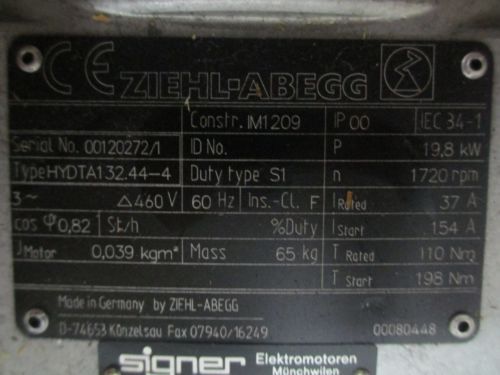 CE ZIEHL-ABEGG
Constr. IM1209 IP 00 IEC 34-1
Serial No. 00120272/1 ID No. P 19,8 kW
Type HYDTA132.44-4 Duty type S1 n 1720 rpm
3~ △460 V 60 Hz Ins.-Cl. F I Rated 37 A
cos φ 0,82 St/h %Duty I Start 154 A
J Motor 0,039 kgm² Mass 65 kg T Rated 110 Nm
T Start 198 Nm
Made in Germany by ZIEHL-ABEGG
D-74653 Künzelsau Fax 07940/16249 00080448
signer Elektromotoren
Münchwilen